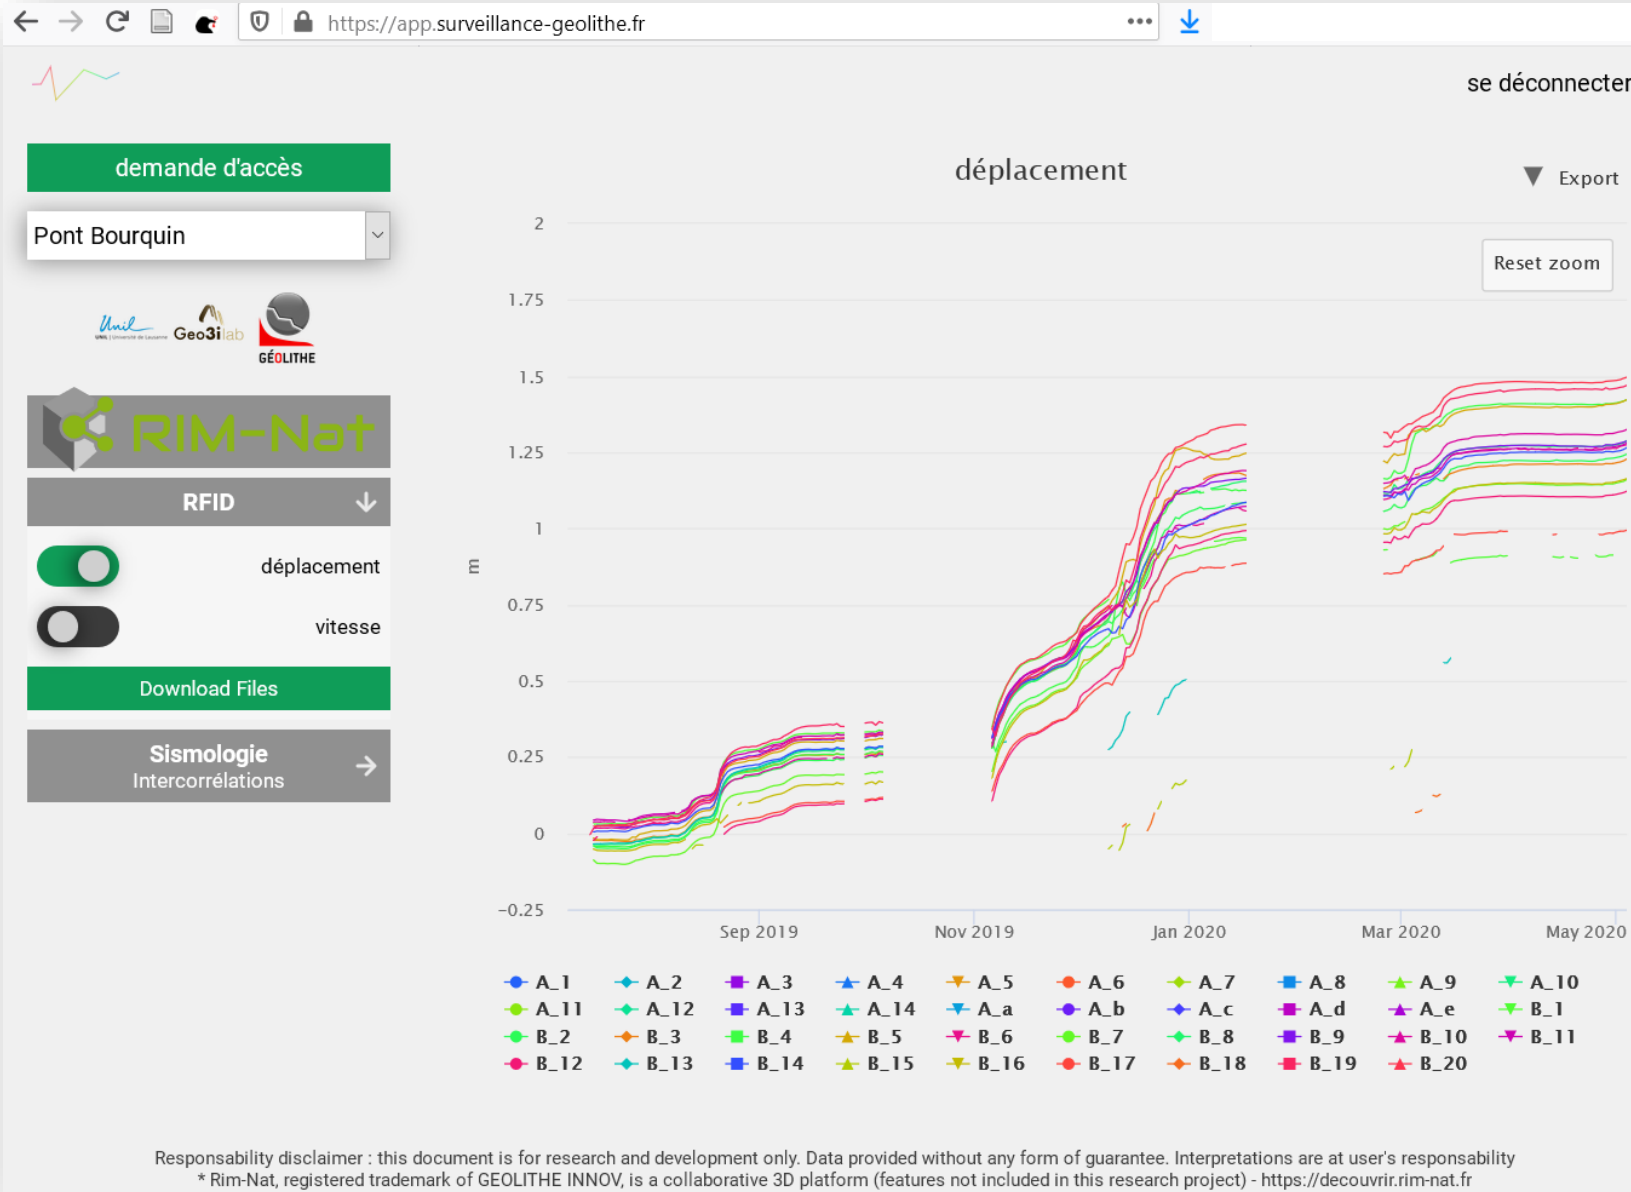 https://app.surveillance-geolithe.fr
se déconnecter
demande d'accès
Pont Bourquin
Unil
UNIL | Université de Lausanne
Geo3ilab
GÉOLITHE
RIM-Nat
RFID
déplacement
vitesse
Download Files
Sismologie
Intercorrélations
déplacement
Export
Reset zoom
2
1.75
1.5
1.25
1
0.75
0.5
0.25
0
−0.25
m
Sep 2019 Nov 2019 Jan 2020 Mar 2020 May 2020
A_1 A_2 A_3 A_4 A_5 A_6 A_7 A_8 A_9 A_10
A_11 A_12 A_13 A_14 A_a A_b A_c A_d A_e B_1
B_2 B_3 B_4 B_5 B_6 B_7 B_8 B_9 B_10 B_11
B_12 B_13 B_14 B_15 B_16 B_17 B_18 B_19 B_20
Responsability disclaimer : this document is for research and development only. Data provided without any form of guarantee. Interpretations are at user's responsability
* Rim-Nat, registered trademark of GEOLITHE INNOV, is a collaborative 3D platform (features not included in this research project) - https://decouvrir.rim-nat.fr